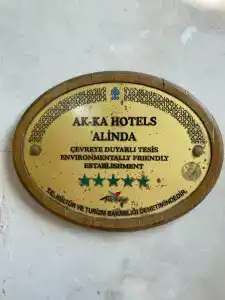 AK-KA HOTELS
ALİNDA
ÇEVREYE DUYARLI TESİS
ENVIRONMENTALLY FRIENDLY
ESTABLISHMENT
Türkiye
T.C. KÜLTÜR VE TURİZM BAKANLIĞI DENETİMİNDEDİR.